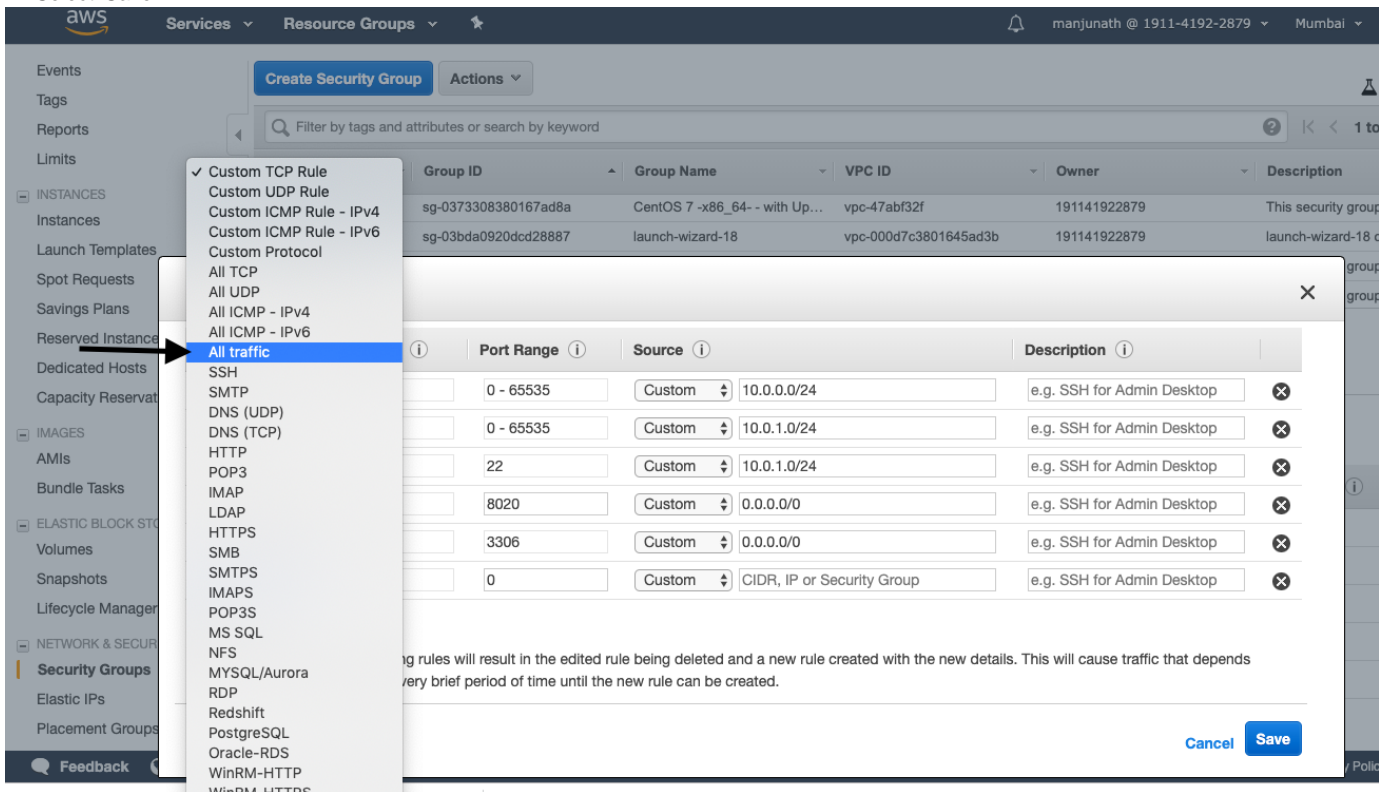 aws Services Resource Groups manjunath @ 1911-4192-2879 Mumbai
Events
Tags
Reports
Limits
INSTANCES
Instances
Launch Templates
Spot Requests
Savings Plans
Reserved Instance
Dedicated Hosts
Capacity Reservat
IMAGES
AMIs
Bundle Tasks
ELASTIC BLOCK STO
Volumes
Snapshots
Lifecycle Manager
NETWORK & SECUR
Security Groups
Elastic IPs
Placement Groups
Feedback
Create Security Group Actions
Filter by tags and attributes or search by keyword 1 to
Group ID Group Name VPC ID Owner Description
sg-0373308380167ad8a CentOS 7 -x86_64- - with Up... vpc-47abf32f 191141922879 This security group
sg-03bda0920dcd28887 launch-wizard-18 vpc-000d7c3801645ad3b 191141922879 launch-wizard-18 c
group
group
✓ Custom TCP Rule
Custom UDP Rule
Custom ICMP Rule - IPv4
Custom ICMP Rule - IPv6
Custom Protocol
All TCP
All UDP
All ICMP - IPv4
All ICMP - IPv6
All traffic
SSH
SMTP
DNS (UDP)
DNS (TCP)
HTTP
POP3
IMAP
LDAP
HTTPS
SMB
SMTPS
IMAPS
POP3S
MS SQL
NFS
MYSQL/Aurora
RDP
Redshift
PostgreSQL
Oracle-RDS
WinRM-HTTP
WinRM-HTTPS
Port Range Source Description
0 - 65535 Custom 10.0.0.0/24 e.g. SSH for Admin Desktop
0 - 65535 Custom 10.0.1.0/24 e.g. SSH for Admin Desktop
22 Custom 10.0.1.0/24 e.g. SSH for Admin Desktop
8020 Custom 0.0.0.0/0 e.g. SSH for Admin Desktop
3306 Custom 0.0.0.0/0 e.g. SSH for Admin Desktop
0 Custom CIDR, IP or Security Group e.g. SSH for Admin Desktop
ng rules will result in the edited rule being deleted and a new rule created with the new details. This will cause traffic that depends
very brief period of time until the new rule can be created.
Cancel Save
y Polic